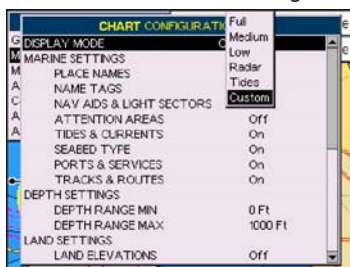 CHART CONFIGURATI
Full
Medium
Low
Radar
Tides
Custom
DISPLAY MODE
MARINE SETTINGS
PLACE NAMES
NAME TAGS
NAV AIDS & LIGHT SECTORS
ATTENTION AREAS Off
TIDES & CURRENTS On
SEABED TYPE On
PORTS & SERVICES On
TRACKS & ROUTES On
DEPTH SETTINGS
DEPTH RANGE MIN 0 Ft
DEPTH RANGE MAX 1000 Ft
LAND SETTINGS
LAND ELEVATIONS Off